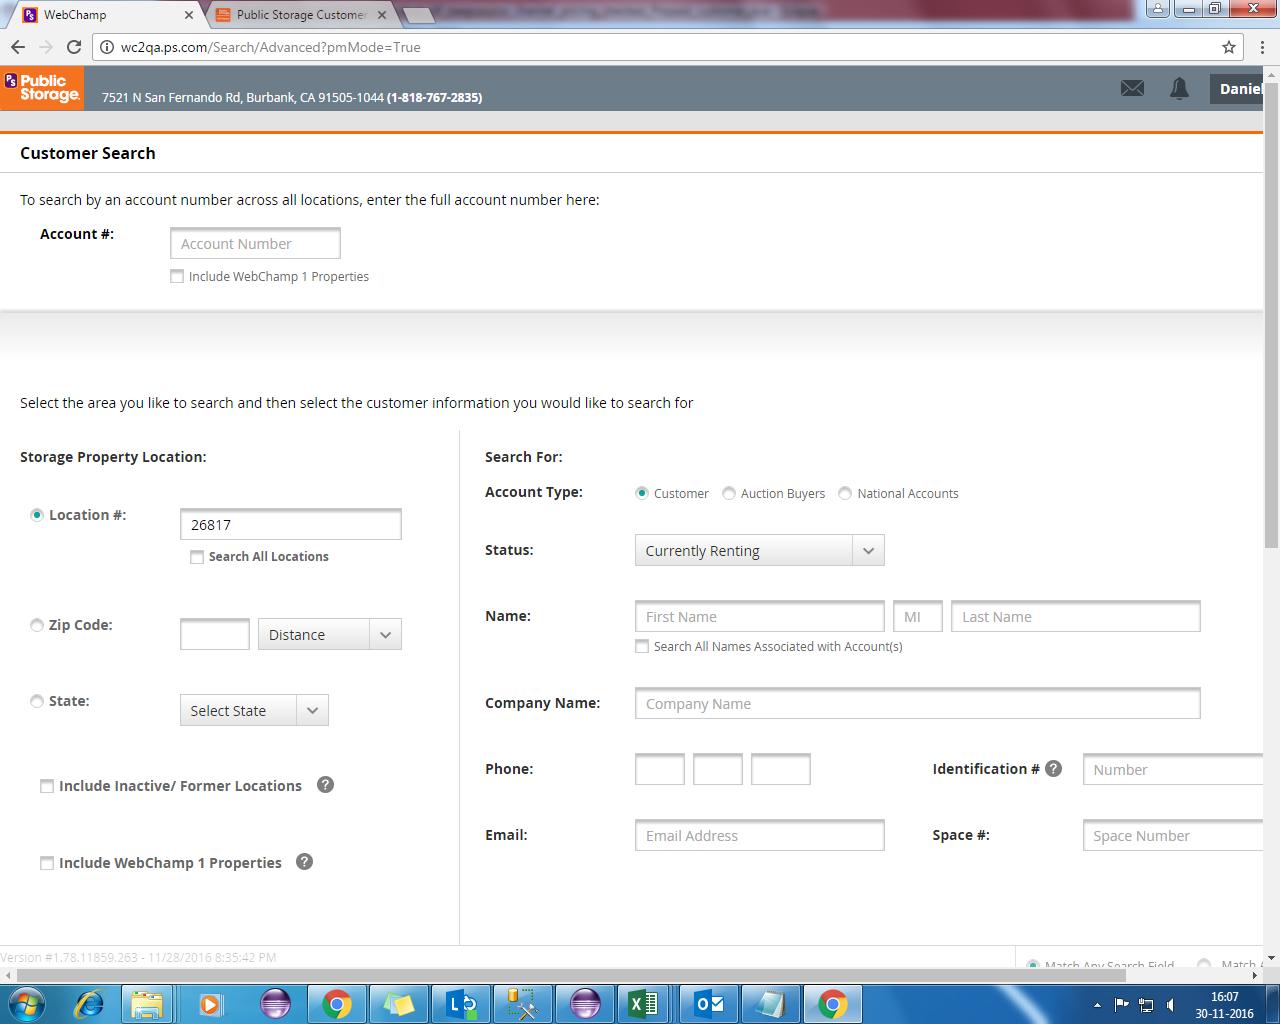 WebChamp
Public Storage Customer
wc2qa.ps.com/Search/Advanced?pmMode=True
PS Public Storage.
7521 N San Fernando Rd, Burbank, CA 91505-1044 (1-818-767-2835)
Daniel
Customer Search
To search by an account number across all locations, enter the full account number here:
Account #:
Account Number
Include WebChamp 1 Properties
Select the area you like to search and then select the customer information you would like to search for
Storage Property Location:
Location #:
26817
Search All Locations
Zip Code:
Distance
State:
Select State
Include Inactive/ Former Locations ?
Include WebChamp 1 Properties ?
Search For:
Account Type:
Customer Auction Buyers National Accounts
Status:
Currently Renting
Name:
First Name MI Last Name
Search All Names Associated with Account(s)
Company Name:
Company Name
Phone:
Identification # ?
Number
Email:
Email Address
Space #:
Space Number
Version #1.78.11859.263 - 11/28/2016 8:35:42 PM
Match Any Search Field Match
16:07
30-11-2016